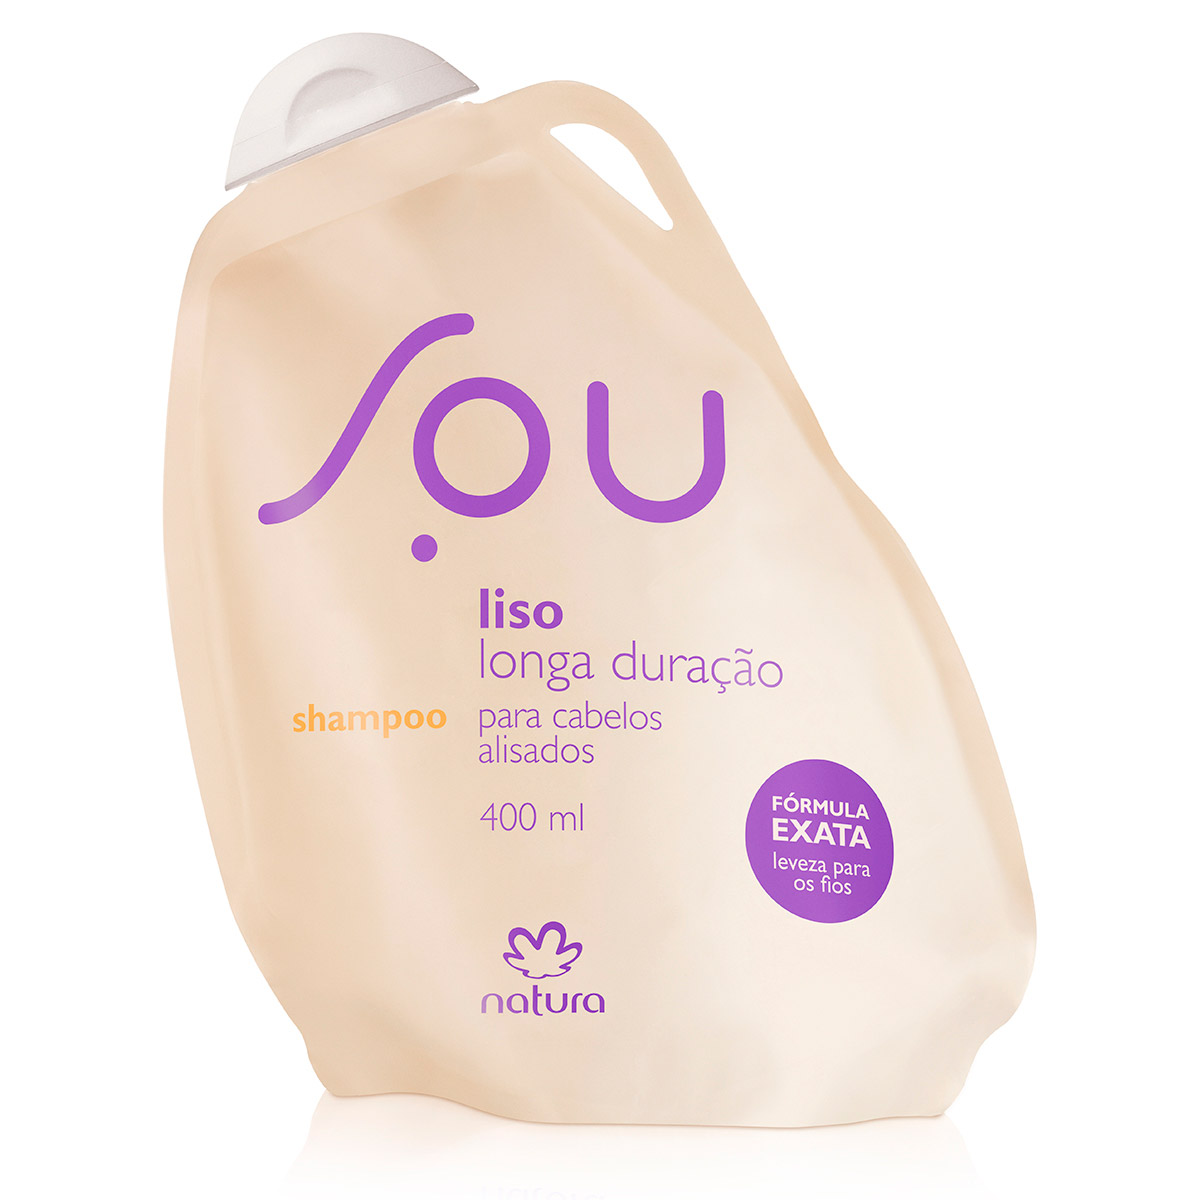 Sou
liso
longa duração
shampoo
para cabelos
alisados
400 ml
FÓRMULA
EXATA
leveza para
os fios
natura